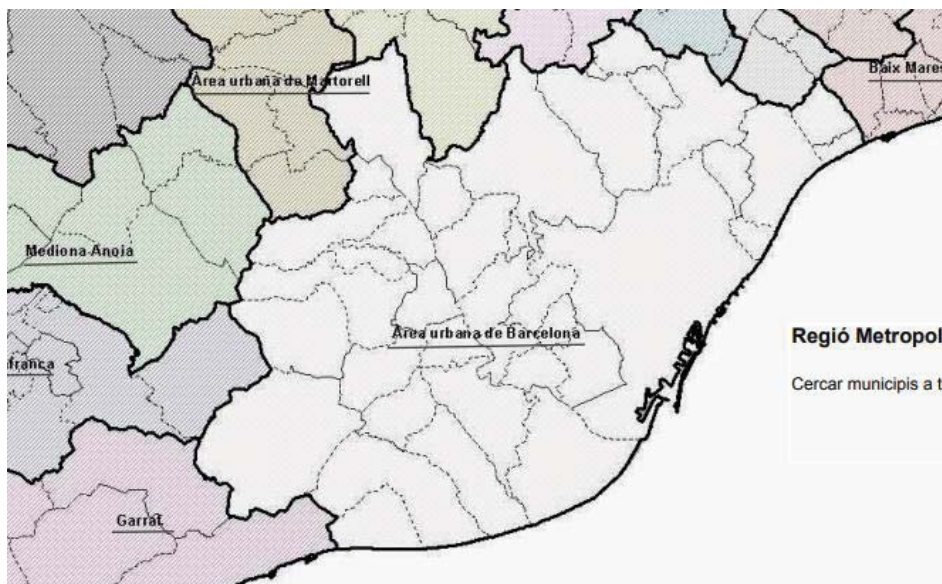 Àrea urbana de Martorell
Baix Mares
Mediona-Anoia
Àrea urbana de Barcelona
Regió Metropol
franca
Cercar municipis a t
Garraf